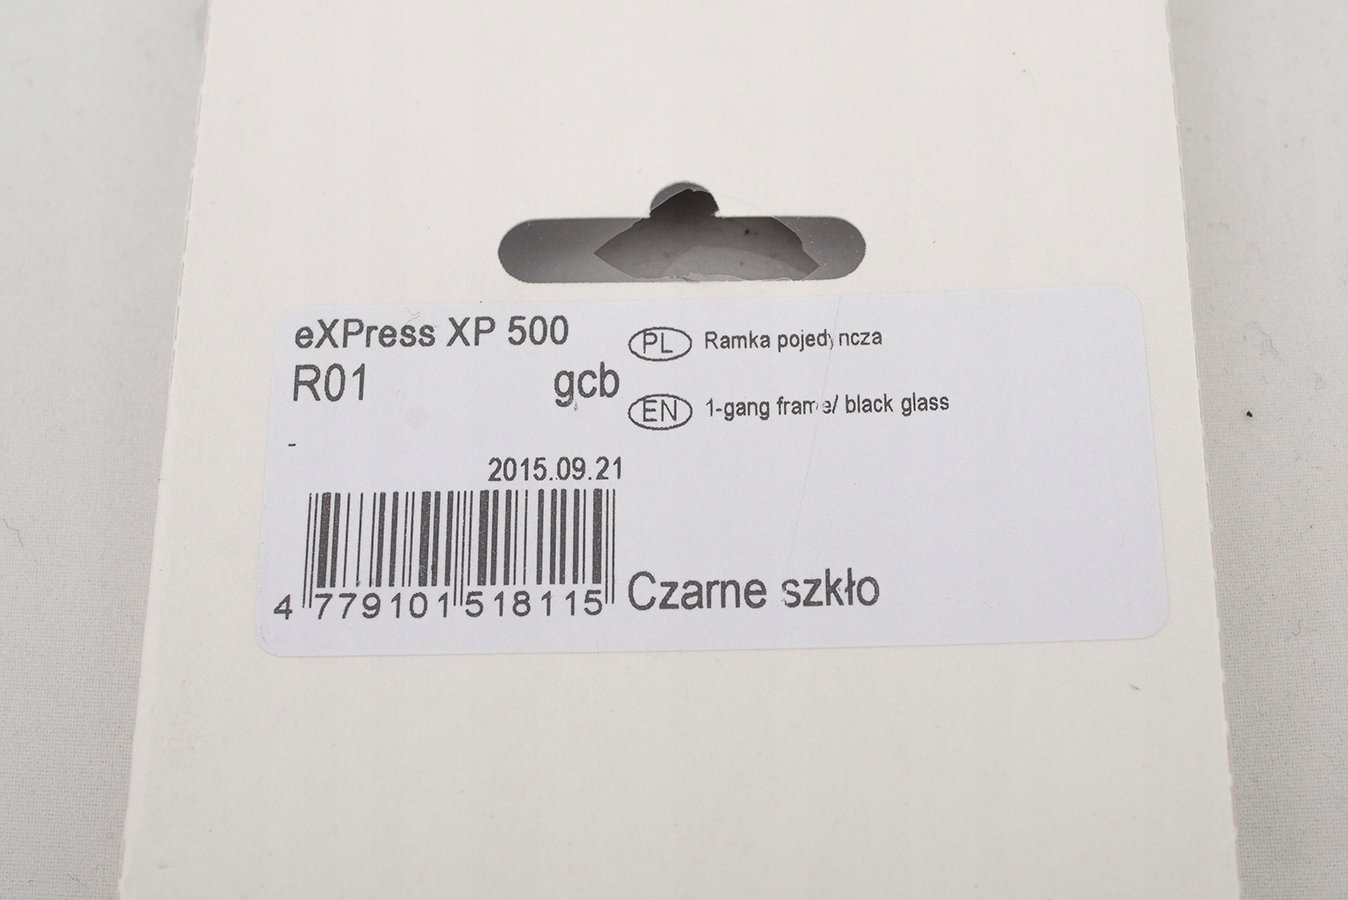 eXPress XP 500
R01 gcb
-
2015.09.21
4 779101 518115
PL Ramka pojedyncza
EN 1-gang frame/ black glass
Czarne szkło